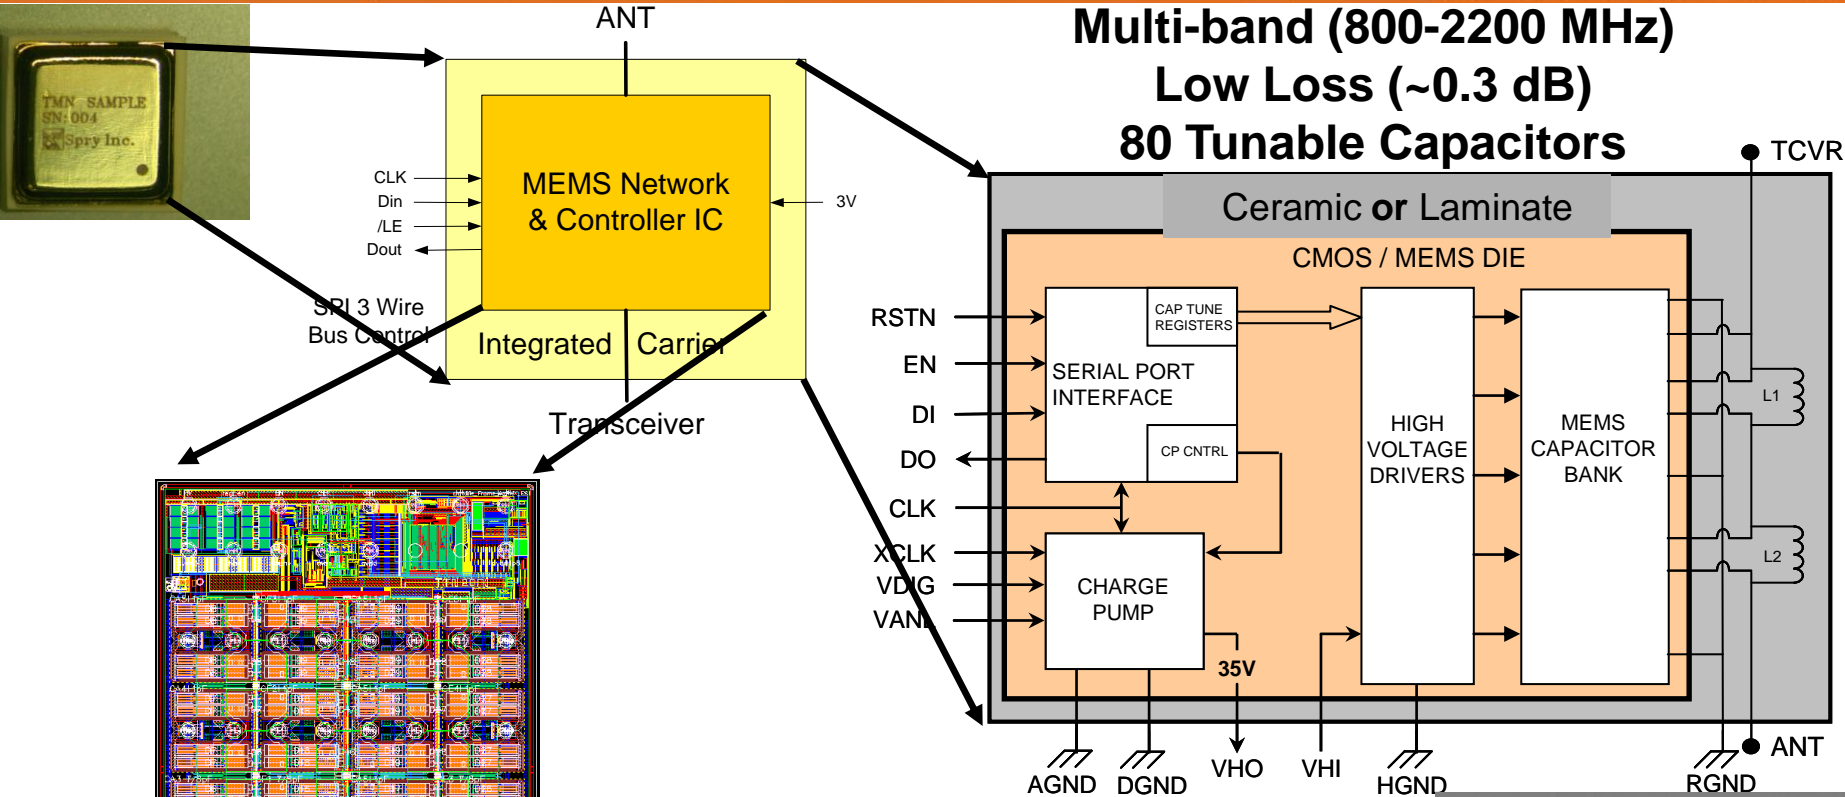 Multi-band (800-2200 MHz)
Low Loss (~0.3 dB)
80 Tunable Capacitors
TMN SAMPLE
SN:004
Spry Inc.
ANT
MEMS Network
& Controller IC
CLK
Din
/LE
Dout
3V
SPI 3 Wire
Bus Control
Integrated Carrier
Transceiver
TCVR
Ceramic or Laminate
CMOS / MEMS DIE
RSTN
EN
DI
DO
CLK
XCLK
VDIG
VANL
CAP TUNE
REGISTERS
SERIAL PORT
INTERFACE
CP CNTRL
CHARGE
PUMP
HIGH
VOLTAGE
DRIVERS
MEMS
CAPACITOR
BANK
L1
L2
35V
AGND
DGND
VHO
VHI
HGND
RGND
ANT